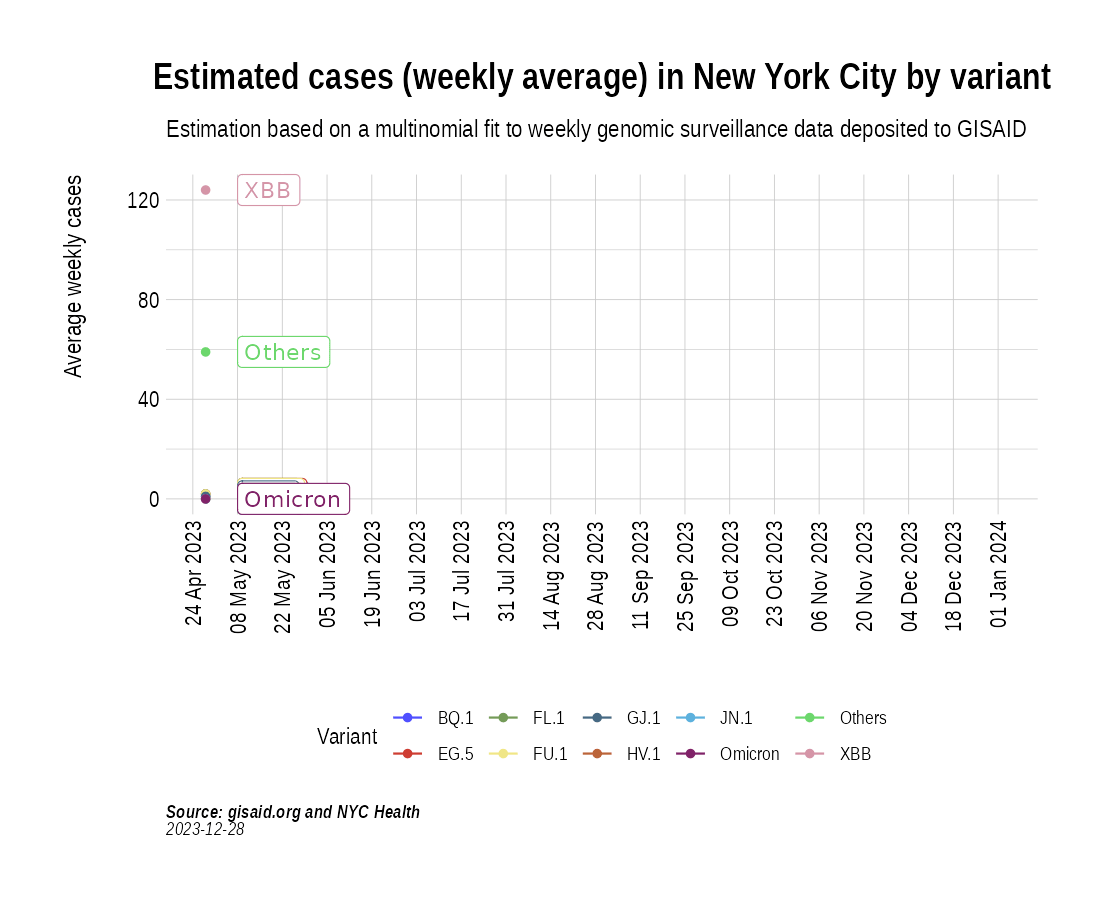 Estimated cases (weekly average) in New York City by variant
Estimation based on a multinomial fit to weekly genomic surveillance data deposited to GISAID
Average weekly cases
120
80
40
0
XBB
Others
Omicron
24 Apr 2023
08 May 2023
22 May 2023
05 Jun 2023
19 Jun 2023
03 Jul 2023
17 Jul 2023
31 Jul 2023
14 Aug 2023
28 Aug 2023
11 Sep 2023
25 Sep 2023
09 Oct 2023
23 Oct 2023
06 Nov 2023
20 Nov 2023
04 Dec 2023
18 Dec 2023
01 Jan 2024
Variant
BQ.1 FL.1 GJ.1 JN.1 Others
EG.5 FU.1 HV.1 Omicron XBB
Source: gisaid.org and NYC Health
2023-12-28